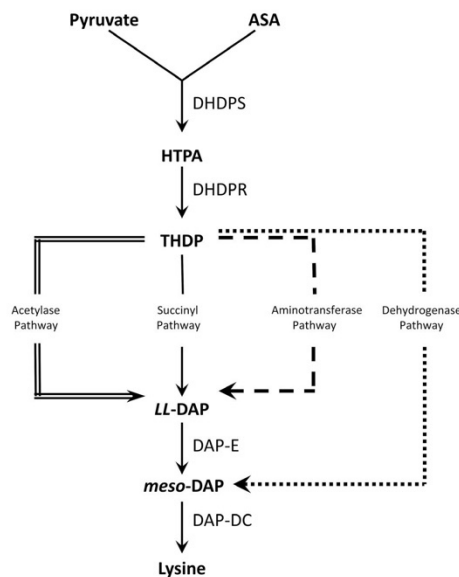 Pyruvate ASA
DHDPS
HTPA
DHDPR
THDP
Acetylase Succinyl Aminotransferase Dehydrogenase
Pathway Pathway Pathway Pathway
LL-DAP
DAP-E
meso-DAP
DAP-DC
Lysine